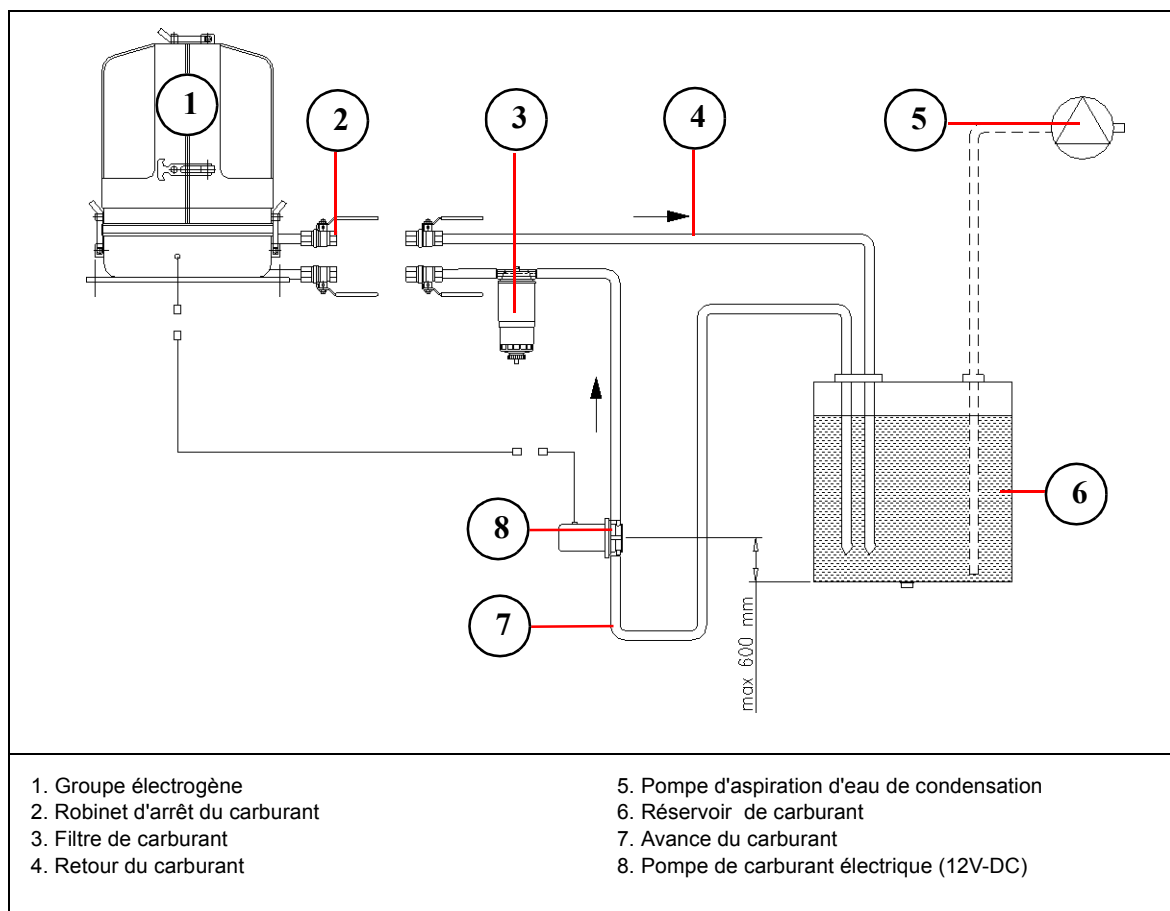 1
2
3
4
5
6
7
8
max 600 mm
1. Groupe électrogène
2. Robinet d'arrêt du carburant
3. Filtre de carburant
4. Retour du carburant
5. Pompe d'aspiration d'eau de condensation
6. Réservoir de carburant
7. Avance du carburant
8. Pompe de carburant électrique (12V-DC)